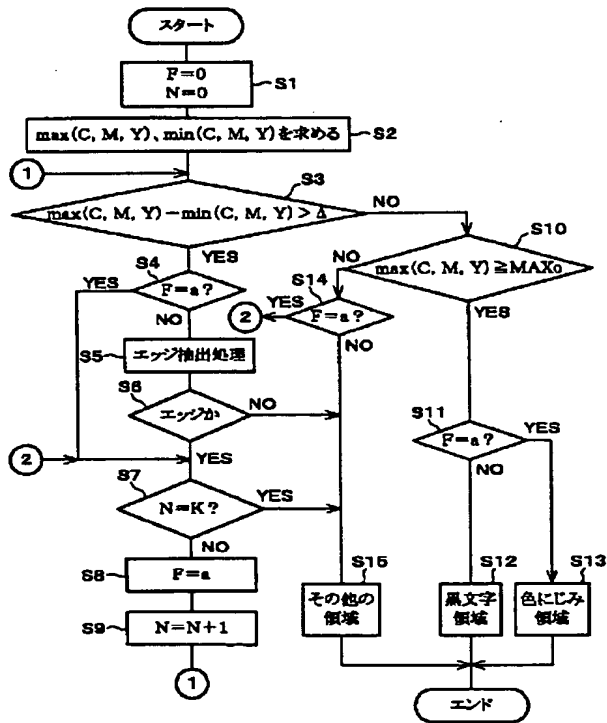 スタート
F=0
N=0
S1
max(C, M, Y)、min(C, M, Y)を求める
S2
1
S3
max(C, M, Y)−min(C, M, Y)>Δ
NO
YES
S10
max(C, M, Y)≧MAX₀
NO
YES
S4
F=a?
YES
NO
S14
F=a?
YES
2
NO
S5
エッジ抽出処理
S6
エッジか
NO
YES
S11
F=a?
YES
NO
2
S7
N=K?
YES
NO
S8
F=a
S15
その他の
領域
S12
黒文字
領域
S13
色にじみ
領域
S9
N=N+1
1
エンド